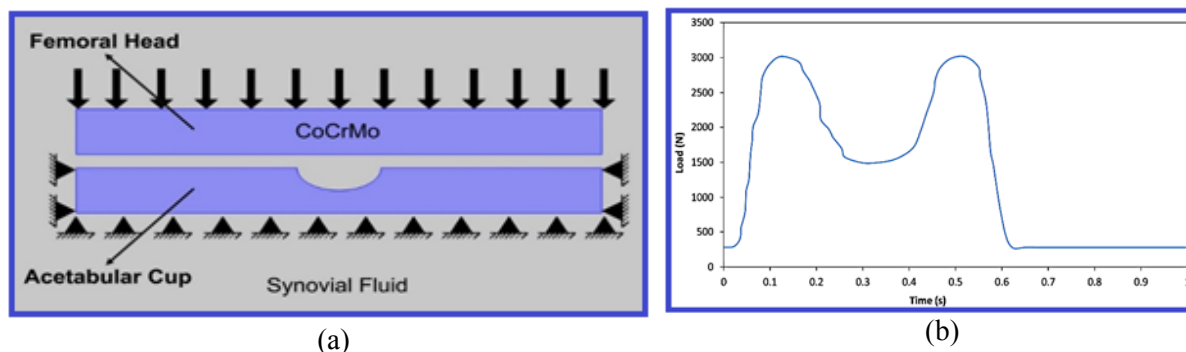 Femoral Head
CoCrMo
Acetabular Cup
Synovial Fluid
(a)
3500
3000
2500
2000
1500
1000
500
0
Load (N)
0 0.1 0.2 0.3 0.4 0.5 0.6 0.7 0.8 0.9
Time (s)
(b)